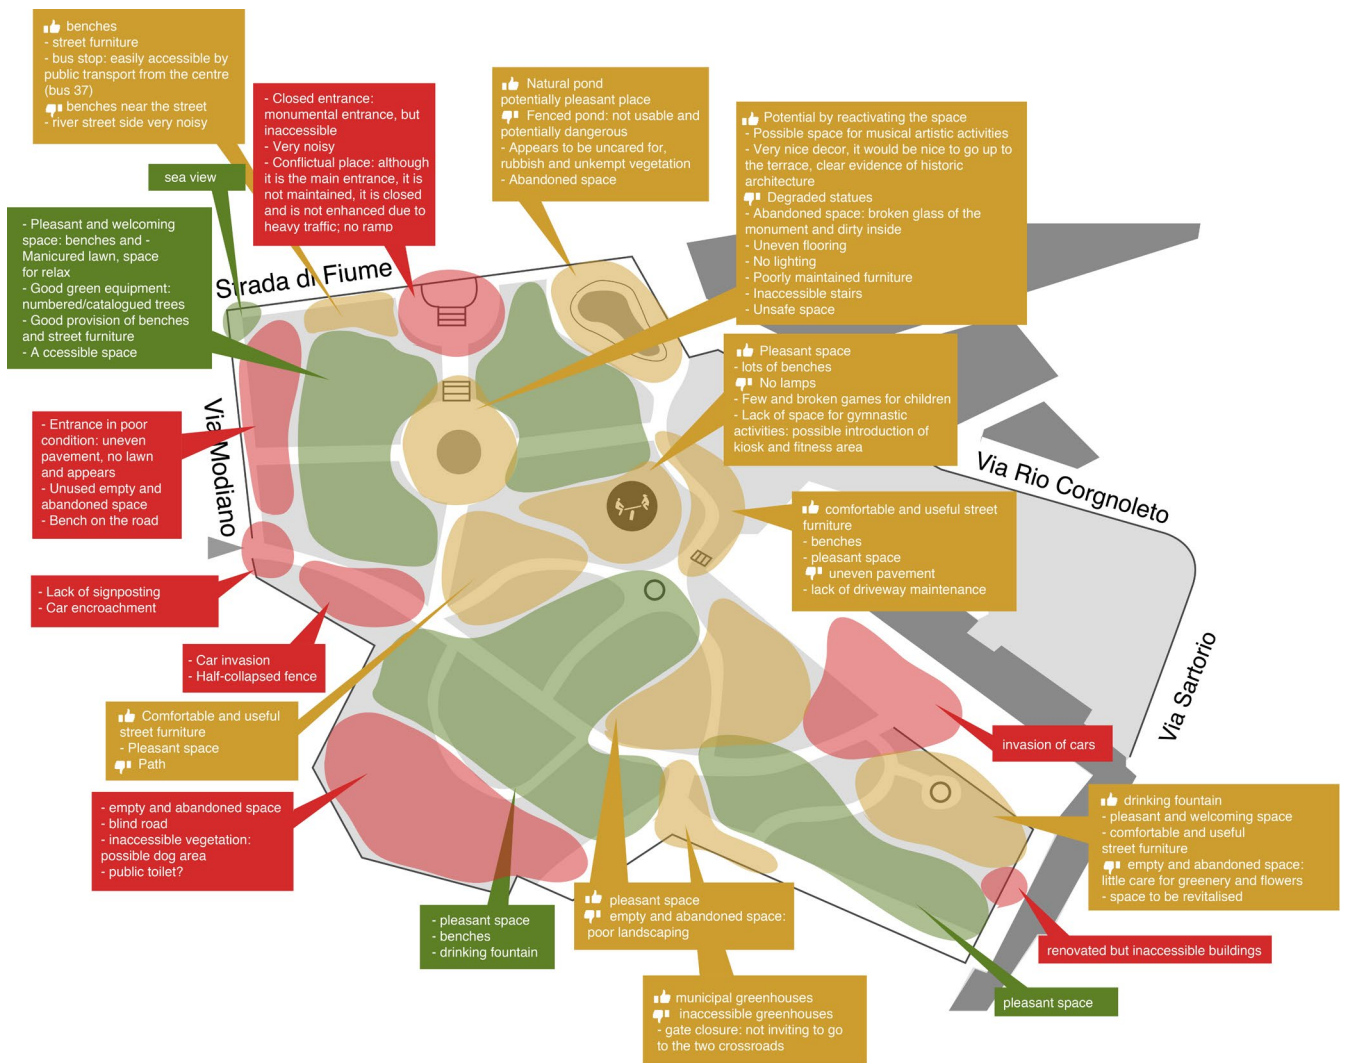 benches
- street furniture
- bus stop: easily accessible by
public transport from the centre
(bus 37)
benches near the street
- river street side very noisy
sea view
- Closed entrance:
monumental entrance, but
inaccessible
- Very noisy
- Conflictual place: although
it is the main entrance, it is
not maintained, it is closed
and is not enhanced due to
heavy traffic; no ramp
Natural pond
potentially pleasant place
Fenced pond: not usable and
potentially dangerous
- Appears to be uncared for,
rubbish and unkempt vegetation
- Abandoned space
Potential by reactivating the space
- Possible space for musical artistic activities
- Very nice decor, it would be nice to go up to
the terrace, clear evidence of historic
architecture
Degraded statues
- Abandoned space: broken glass of the
monument and dirty inside
- Uneven flooring
- No lighting
- Poorly maintained furniture
- Inaccessible stairs
- Unsafe space
- Pleasant and welcoming
space: benches and -
Manicured lawn, space
for relax
- Good green equipment:
numbered/catalogued trees
- Good provision of benches
and street furniture
- A ccessible space
Strada di Fiume
Pleasant space
- lots of benches
No lamps
- Few and broken games for children
- Lack of space for gymnastic
activities: possible introduction of
kiosk and fitness area
- Entrance in poor
condition: uneven
pavement, no lawn
and appears
- Unused empty and
abandoned space
- Bench on the road
Via Modiano
Via Rio Corgnoleto
comfortable and useful street
furniture
- benches
- pleasant space
uneven pavement
- lack of driveway maintenance
- Lack of signposting
- Car encroachment
- Car invasion
- Half-collapsed fence
Via Sartorio
Comfortable and useful
street furniture
- Pleasant space
Path
invasion of cars
- empty and abandoned space
- blind road
- inaccessible vegetation:
possible dog area
- public toilet?
drinking fountain
- pleasant and welcoming space
- comfortable and useful
street furniture
empty and abandoned space:
little care for greenery and flowers
- space to be revitalised
- pleasant space
- benches
- drinking fountain
pleasant space
empty and abandoned space:
poor landscaping
renovated but inaccessible buildings
municipal greenhouses
inaccessible greenhouses
- gate closure: not inviting to go
to the two crossroads
pleasant space